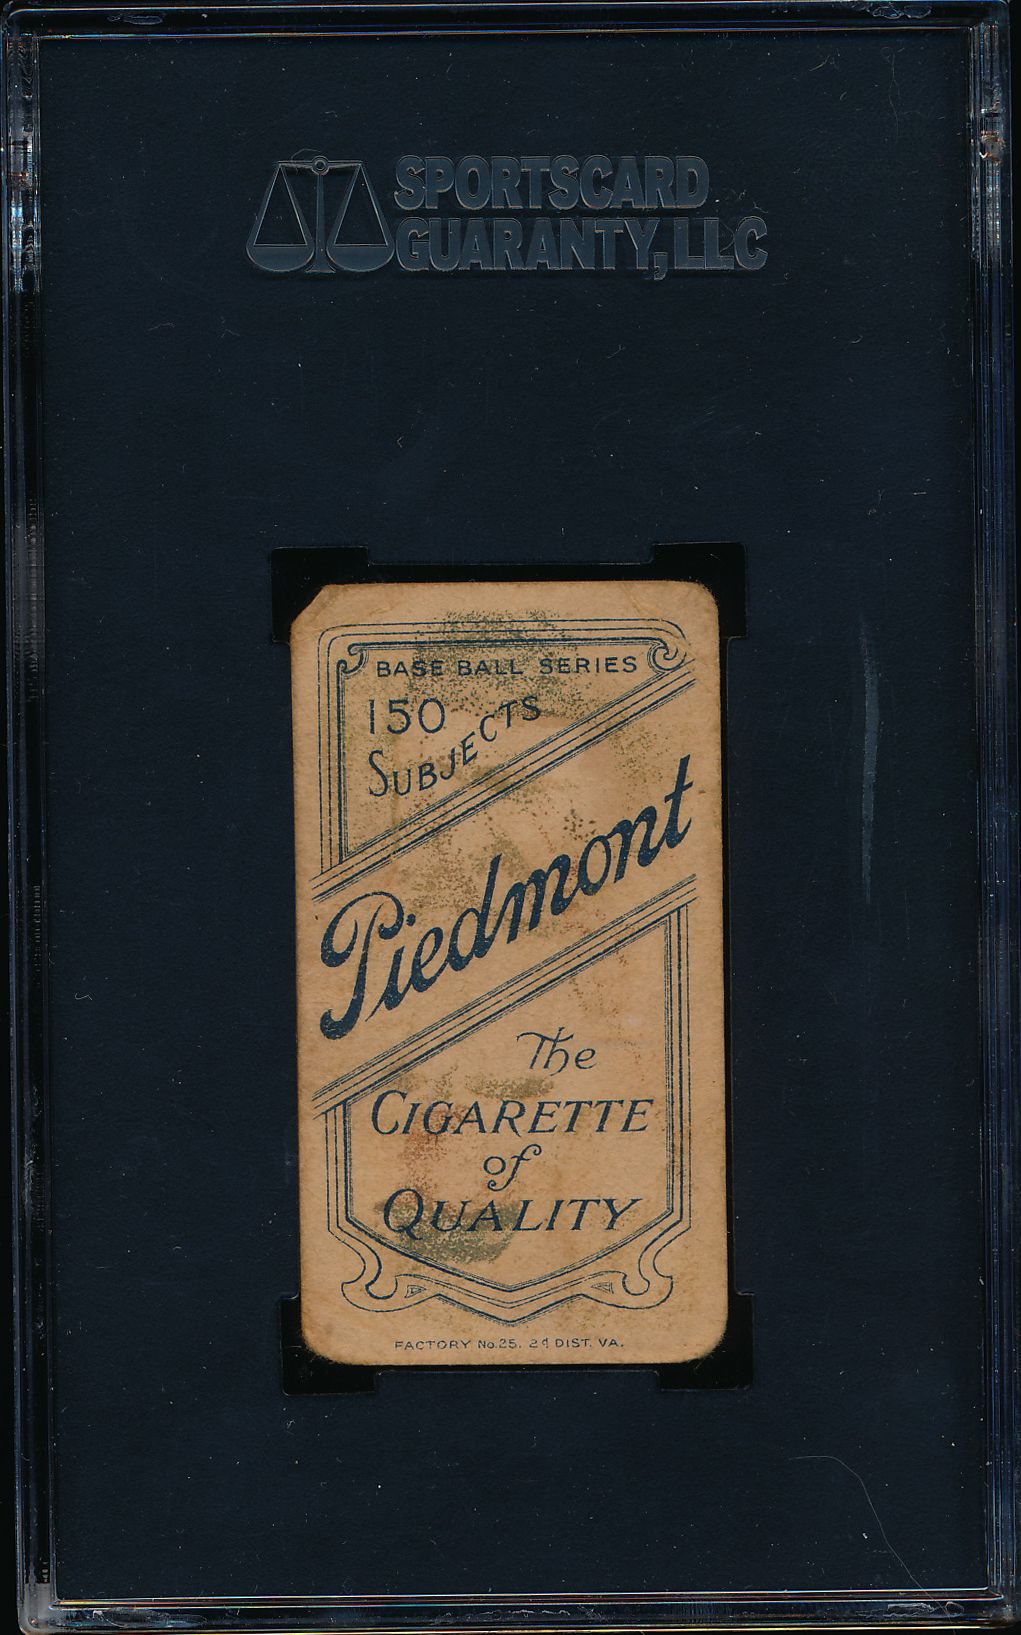 SPORTSCARD
GUARANTY, LLC
BASE BALL SERIES
150
SUBJECTS
Piedmont
The
CIGARETTE
of
QUALITY
FACTORY No.25. 2d DIST. VA.